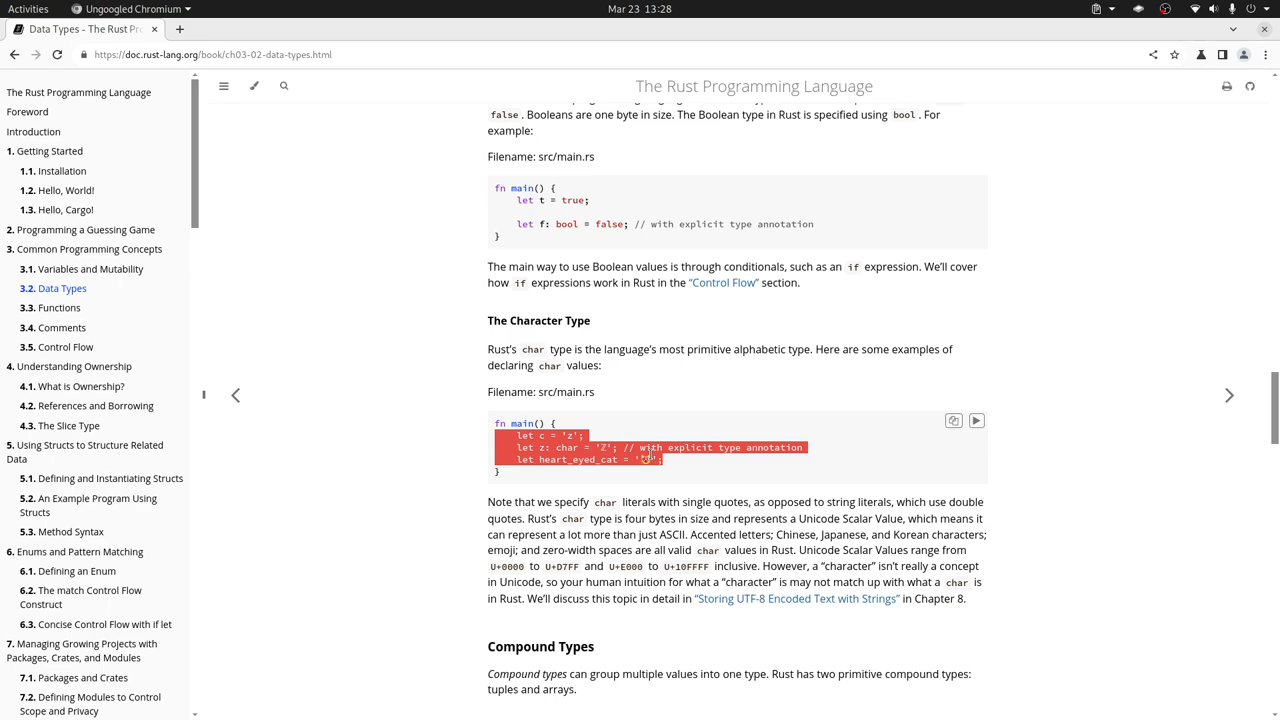 Activities
Ungoogled Chromium
Mar 23 13:28
Data Types - The Rust Pr
https://doc.rust-lang.org/book/ch03-02-data-types.html
The Rust Programming Language
Foreword
Introduction
1. Getting Started
1.1. Installation
1.2. Hello, World!
1.3. Hello, Cargo!
2. Programming a Guessing Game
3. Common Programming Concepts
3.1. Variables and Mutability
3.2. Data Types
3.3. Functions
3.4. Comments
3.5. Control Flow
4. Understanding Ownership
4.1. What is Ownership?
4.2. References and Borrowing
4.3. The Slice Type
5. Using Structs to Structure Related
Data
5.1. Defining and Instantiating Structs
5.2. An Example Program Using
Structs
5.3. Method Syntax
6. Enums and Pattern Matching
6.1. Defining an Enum
6.2. The match Control Flow
Construct
6.3. Concise Control Flow with if let
7. Managing Growing Projects with
Packages, Crates, and Modules
7.1. Packages and Crates
7.2. Defining Modules to Control
Scope and Privacy
The Rust Programming Language
false. Booleans are one byte in size. The Boolean type in Rust is specified using bool. For
example:
Filename: src/main.rs
fn main() {
let t = true;
let f: bool = false; // with explicit type annotation
}
The main way to use Boolean values is through conditionals, such as an if expression. We’ll cover
how if expressions work in Rust in the “Control Flow” section.
The Character Type
Rust’s char type is the language’s most primitive alphabetic type. Here are some examples of
declaring char values:
Filename: src/main.rs
fn main() {
let c = 'z';
let z: char = 'ℤ'; // with explicit type annotation
let heart_eyed_cat = '😻';
}
Note that we specify char literals with single quotes, as opposed to string literals, which use double
quotes. Rust’s char type is four bytes in size and represents a Unicode Scalar Value, which means it
can represent a lot more than just ASCII. Accented letters; Chinese, Japanese, and Korean characters;
emoji; and zero-width spaces are all valid char values in Rust. Unicode Scalar Values range from
U+0000 to U+D7FF and U+E000 to U+10FFFF inclusive. However, a “character” isn’t really a concept
in Unicode, so your human intuition for what a “character” is may not match up with what a char is
in Rust. We’ll discuss this topic in detail in “Storing UTF-8 Encoded Text with Strings” in Chapter 8.
Compound Types
Compound types can group multiple values into one type. Rust has two primitive compound types:
tuples and arrays.